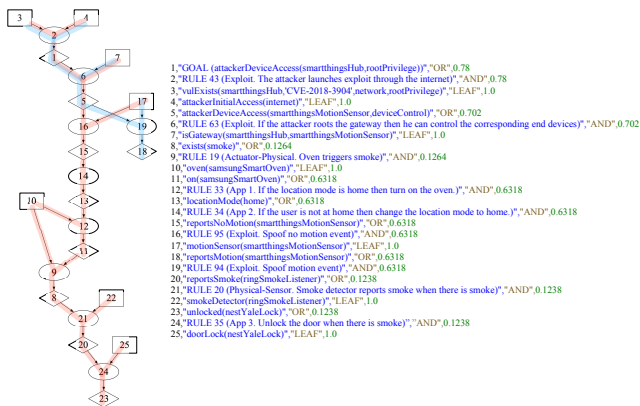 3
4
2
1
7
6
5
17
16
19
15
18
14
13
10
12
11
9
8
22
21
20
25
24
23
1,"GOAL (attackerDeviceAccess(smartthingsHub,rootPrivilege))","OR",0.78
2,"RULE 43 (Exploit. The attacker launches exploit through the internet)","AND",0.78
3,"vulExists(smartthingsHub,'CVE-2018-3904',network,rootPrivilege)","LEAF",1.0
4,"attackerInitialAccess(internet)","LEAF",1.0
5,"attackerDeviceAccess(smartthingsMotionSensor,deviceControl)","OR",0.702
6,"RULE 63 (Exploit. If the attacker roots the gateway then he can control the corresponding end devices)","AND",0.702
7,"isGateway(smartthingsHub,smartthingsMotionSensor)","LEAF",1.0
8,"exists(smoke)","OR",0.1264
9,"RULE 19 (Actuator-Physical. Oven triggers smoke)","AND",0.1264
10,"oven(samsungSmartOven)","LEAF",1.0
11,"on(samsungSmartOven)","OR",0.6318
12,"RULE 33 (App 1. If the location mode is home then turn on the oven.)","AND",0.6318
13,"locationMode(home)","OR",0.6318
14,"RULE 34 (App 2. If the user is not at home then change the location mode to home.)","AND",0.6318
15,"reportsNoMotion(smartthingsMotionSensor)","OR",0.6318
16,"RULE 95 (Exploit. Spoof no motion event)","AND",0.6318
17,"motionSensor(smartthingsMotionSensor)","LEAF",1.0
18,"reportsMotion(smartthingsMotionSensor)","OR",0.6318
19,"RULE 94 (Exploit. Spoof motion event)","AND",0.6318
20,"reportsSmoke(ringSmokeListener)","OR",0.1238
21,"RULE 20 (Physical-Sensor. Smoke detector reports smoke when there is smoke)","AND",0.1238
22,"smokeDetector(ringSmokeListener)","LEAF",1.0
23,"unlocked(nestYaleLock)","OR",0.1238
24,"RULE 35 (App 3. Unlock the door when there is smoke)”,”AND",0.1238
25,"doorLock(nestYaleLock)","LEAF",1.0